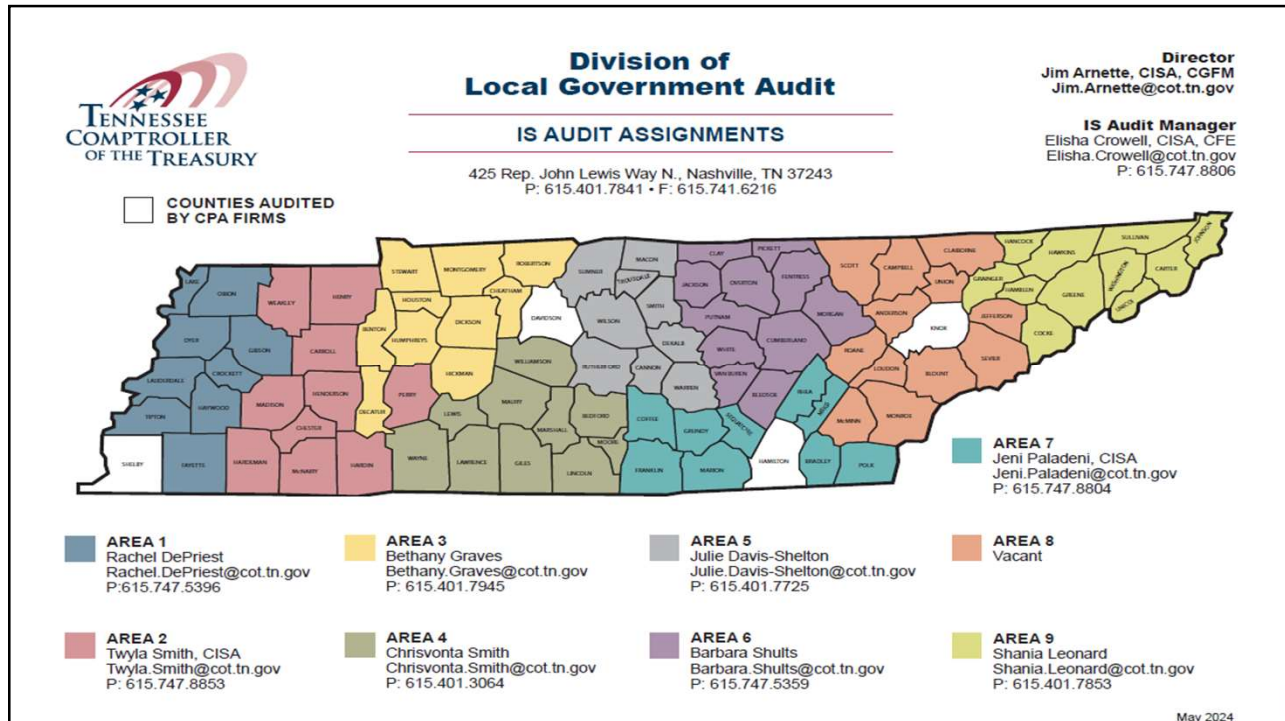 TENNESSEE
COMPTROLLER
OF THE TREASURY
Division of
Local Government Audit
IS AUDIT ASSIGNMENTS
425 Rep. John Lewis Way N., Nashville, TN 37243
P: 615.401.7841 • F: 615.741.6216
Director
Jim Arnette, CISA, CGFM
Jim.Arnette@cot.tn.gov
IS Audit Manager
Elisha Crowell, CISA, CFE
Elisha.Crowell@cot.tn.gov
P: 615.747.8806
COUNTIES AUDITED
BY CPA FIRMS
LAKE
OBION
WEAKLEY
HENRY
DYER
GIBSON
CARROLL
LAUDERDALE
CROCKETT
TIPTON
HAYWOOD
MADISON
HENDERSON
CHESTER
SHELBY
FAYETTE
HARDEMAN
McNAIRY
HARDIN
STEWART
MONTGOMERY
ROBERTSON
HOUSTON
CHEATHAM
BENTON
HUMPHREYS
DICKSON
HICKMAN
DECATUR
PERRY
DAVIDSON
WILLIAMSON
LEWIS
MAURY
MARSHALL
BEDFORD
MOORE
WAYNE
LAWRENCE
GILES
LINCOLN
SUMNER
MACON
TROUSDALE
SMITH
WILSON
DEKALB
RUTHERFORD
CANNON
WARREN
CLAY
PICKETT
JACKSON
OVERTON
FENTRESS
PUTNAM
MORGAN
WHITE
CUMBERLAND
VAN BUREN
BLEDSOE
COFFEE
GRUNDY
SEQUATCHIE
FRANKLIN
MARION
HAMILTON
RHEA
MEIGS
BRADLEY
POLK
SCOTT
CAMPBELL
CLAIBORNE
UNION
ANDERSON
KNOX
JEFFERSON
ROANE
LOUDON
BLOUNT
SEVIER
McMINN
MONROE
HANCOCK
HAWKINS
SULLIVAN
JOHNSON
GRAINGER
HAMBLEN
GREENE
WASHINGTON
CARTER
UNICOI
COCKE
AREA 7
Jeni Paladeni, CISA
Jeni.Paladeni@cot.tn.gov
P: 615.747.8804
AREA 1
Rachel DePriest
Rachel.DePriest@cot.tn.gov
P:615.747.5396
AREA 3
Bethany Graves
Bethany.Graves@cot.tn.gov
P: 615.401.7945
AREA 5
Julie Davis-Shelton
Julie.Davis-Shelton@cot.tn.gov
P: 615.401.7725
AREA 8
Vacant
AREA 2
Twyla Smith, CISA
Twyla.Smith@cot.tn.gov
P: 615.747.8853
AREA 4
Chrisvonta Smith
Chrisvonta.Smith@cot.tn.gov
P: 615.401.3064
AREA 6
Barbara Shults
Barbara.Shults@cot.tn.gov
P: 615.747.5359
AREA 9
Shania Leonard
Shania.Leonard@cot.tn.gov
P: 615.401.7853
May 2024